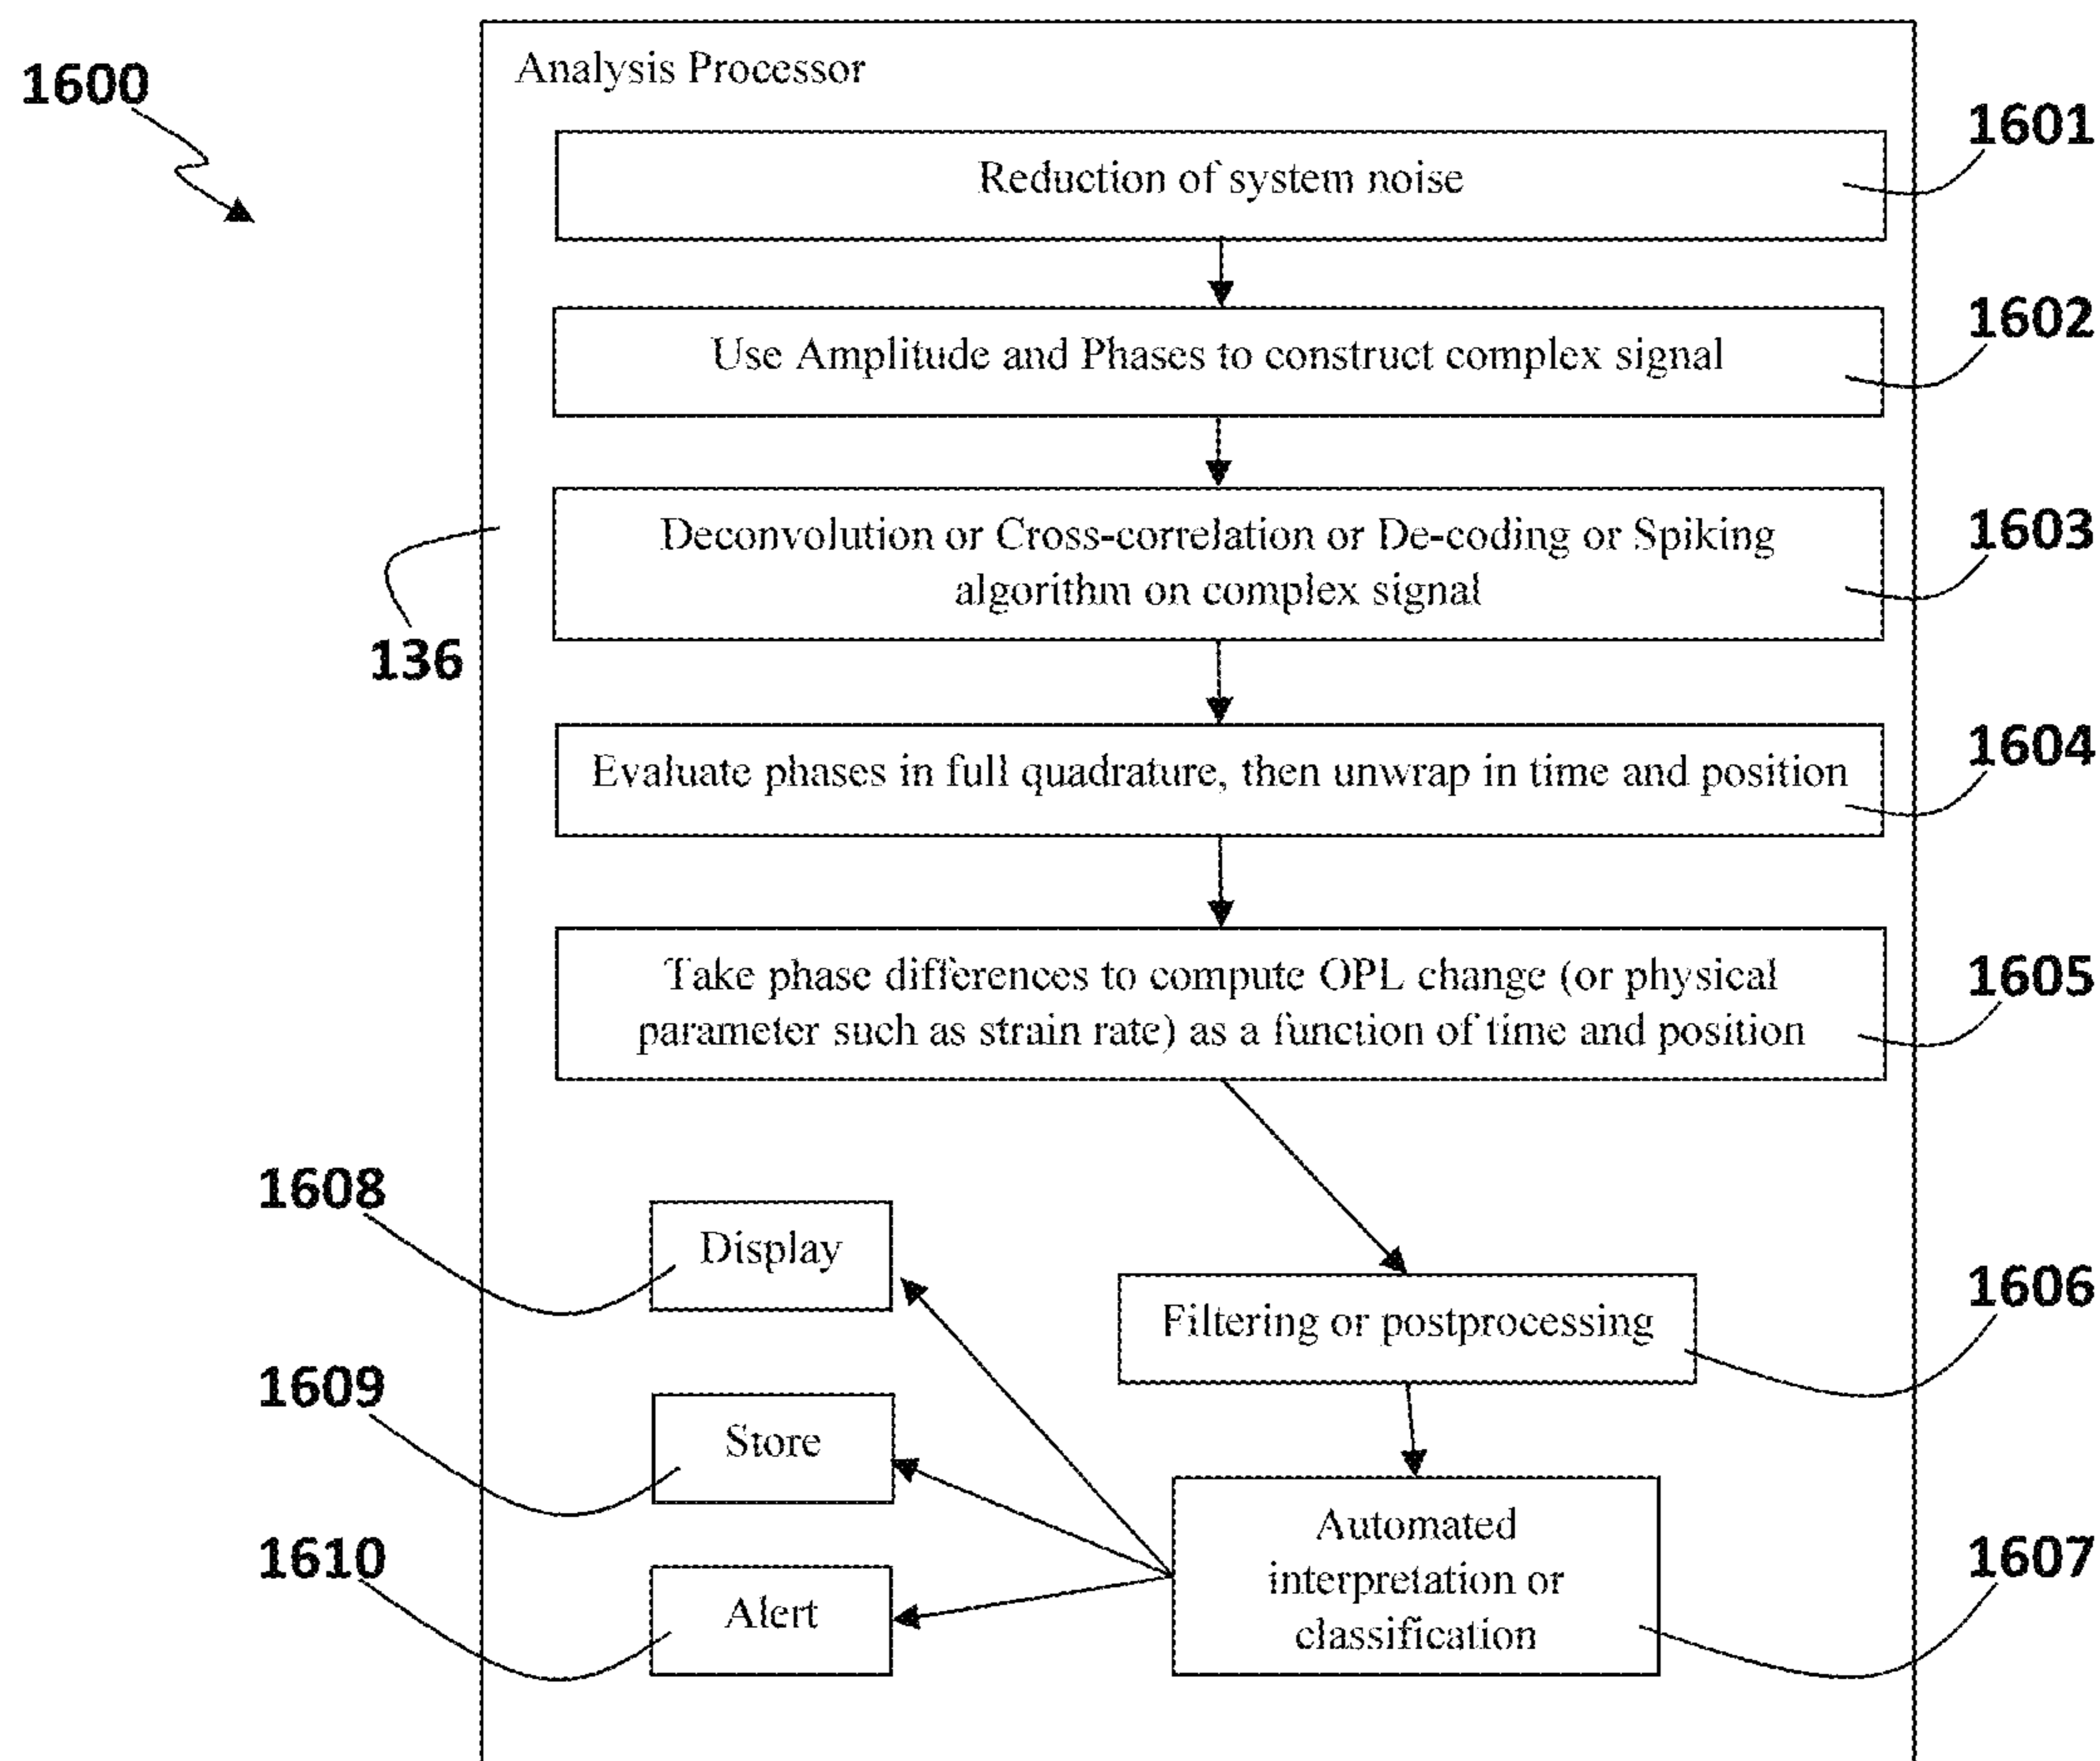 Analysis Processor
1600
1601
Reduction of system noise
1602
Use Amplitude and Phases to construct complex signal
1603
Deconvolution or Cross-correlation or De-coding or Spiking
algorithm on complex signal
136
1604
Evaluate phases in full quadrature, then unwrap in time and position
1605
Take phase differences to compute OPL change (or physical
parameter such as strain rate) as a function of time and position
1608
Display
1606
Filtering or postprocessing
1609
Store
1610
Alert
1607
Automated
interpretation or
classification